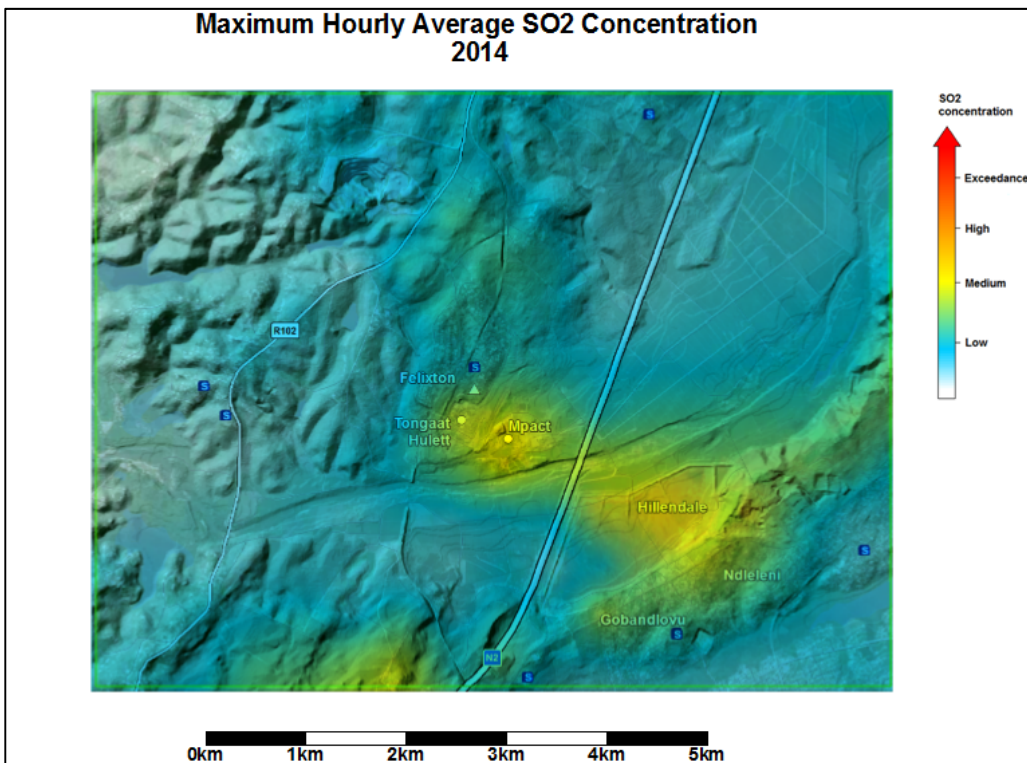 Maximum Hourly Average SO2 Concentration
2014
SO2
concentration
Exceedance
High
Medium
Low
S
R102
S
Felixton
S
S
Tongaat
Hulett
Mpact
Hillendale
S
Ndleleni
Gobandlovu
S
N2
S
0km
1km
2km
3km
4km
5km